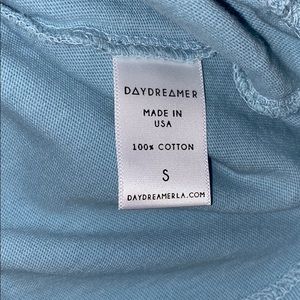 DAYDREAMER
MADE IN
USA
100% COTTON
S
DAYDREAMERLA.COM